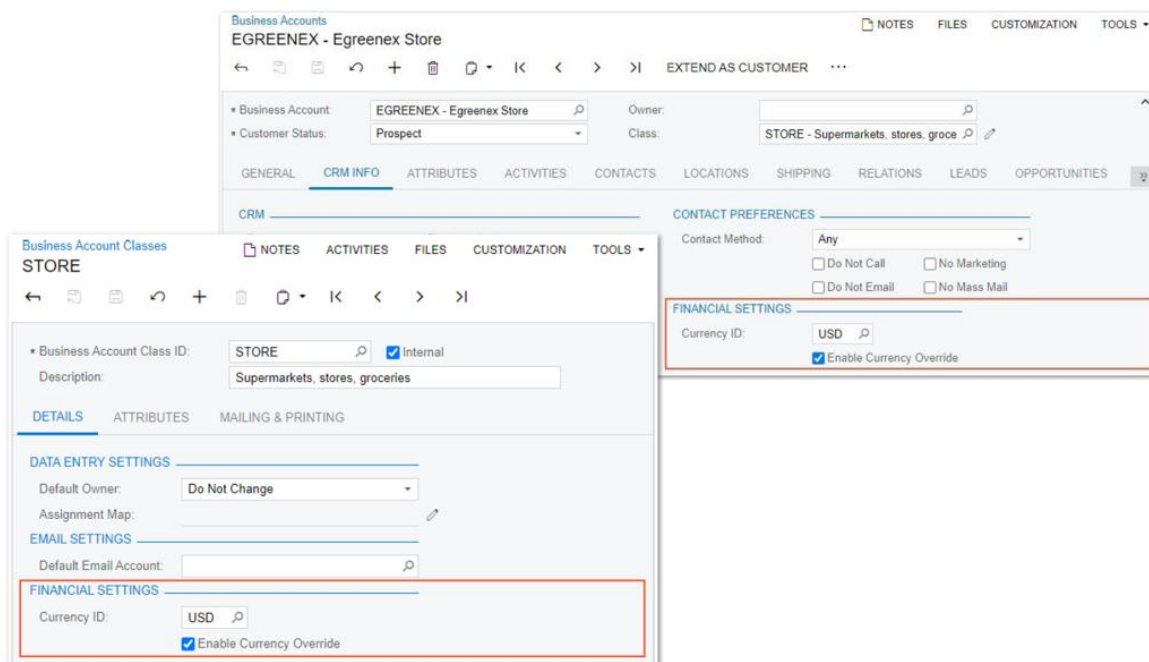 Business Accounts
NOTES FILES CUSTOMIZATION TOOLS
EGREENEX - Egreenex Store
EXTEND AS CUSTOMER
Business Account: EGREENEX - Egreenex Store Owner:
Customer Status: Prospect Class: STORE - Supermarkets, stores, groce
GENERAL CRM INFO ATTRIBUTES ACTIVITIES CONTACTS LOCATIONS SHIPPING RELATIONS LEADS OPPORTUNITIES
CRM CONTACT PREFERENCES
Contact Method: Any
Do Not Call No Marketing
Do Not Email No Mass Mail
FINANCIAL SETTINGS
Currency ID: USD
Enable Currency Override
Business Account Classes
NOTES ACTIVITIES FILES CUSTOMIZATION TOOLS
STORE
Business Account Class ID: STORE Internal
Description: Supermarkets, stores, groceries
DETAILS ATTRIBUTES MAILING & PRINTING
DATA ENTRY SETTINGS
Default Owner: Do Not Change
Assignment Map:
EMAIL SETTINGS
Default Email Account:
FINANCIAL SETTINGS
Currency ID: USD
Enable Currency Override